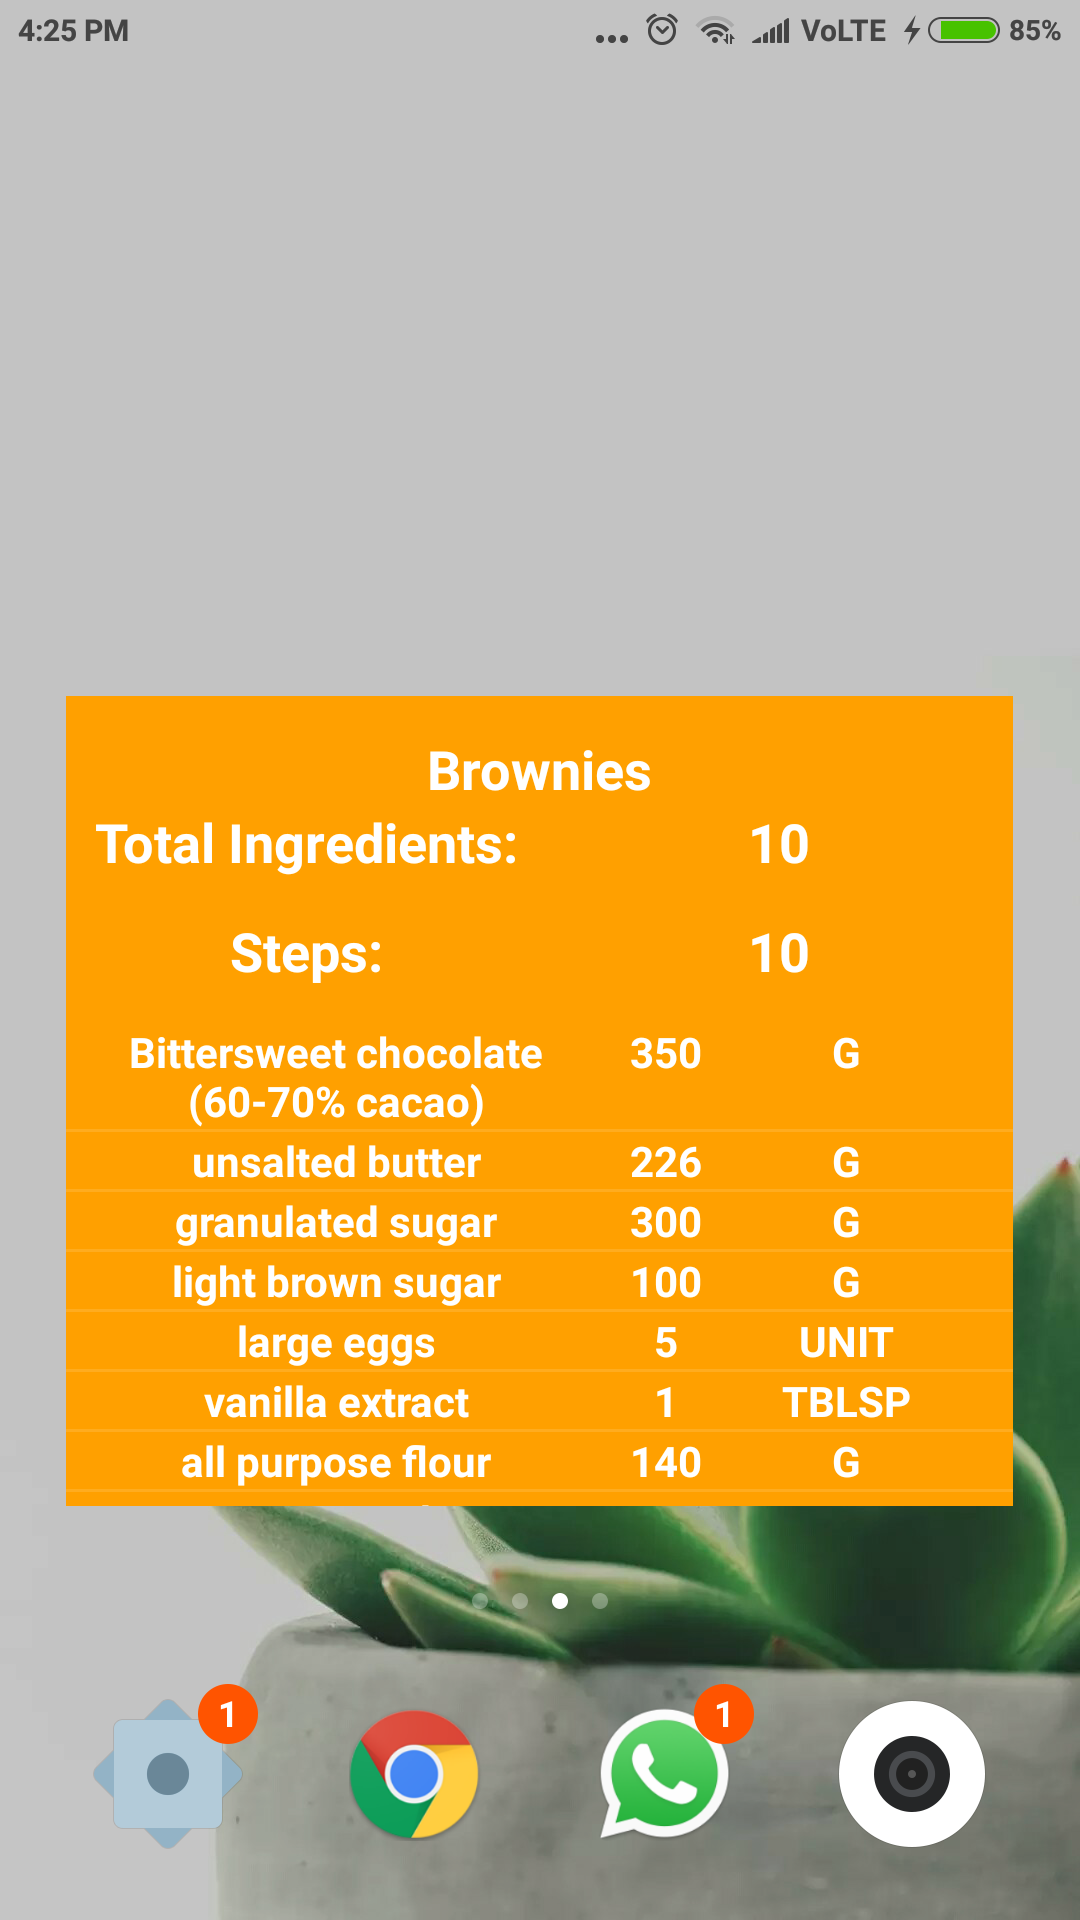 4:25 PM ... VoLTE 85%
Brownies
Total Ingredients: 10
Steps: 10
Bittersweet chocolate 350 G
(60-70% cacao)
unsalted butter 226 G
granulated sugar 300 G
light brown sugar 100 G
large eggs 5 UNIT
vanilla extract 1 TBLSP
all purpose flour 140 G
1 1